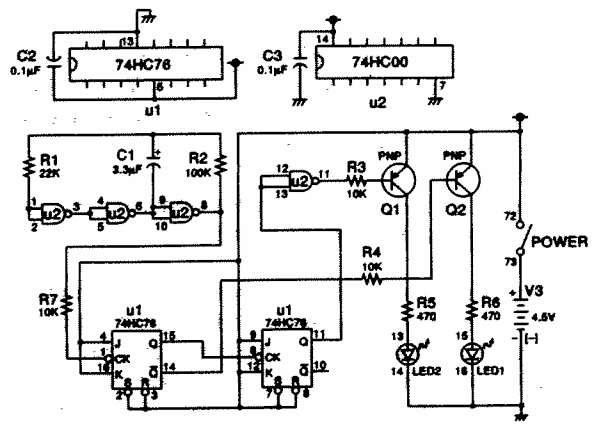 13
14
C2
0.1μF
74HC76
6
u1
C3
0.1μF
74HC00
7
u2
R1
22K
C1
+
3.3μF
R2
100K
1
2
u2
3
4
5
u2
6
9
10
u2
8
12
13
u2
11
R3
10K
PNP
Q1
PNP
Q2
72
73
POWER
R4
10K
R7
10K
u1
74HC76
4
J
Q
15
1
CK
16
K
Q
14
S
R
2
3
u1
74HC76
9
J
Q
11
6
CK
12
K
Q
10
S
R
7
8
R5
470
R6
470
+
V3
4.5V
- [-]
13
14
LED2
15
16
LED1